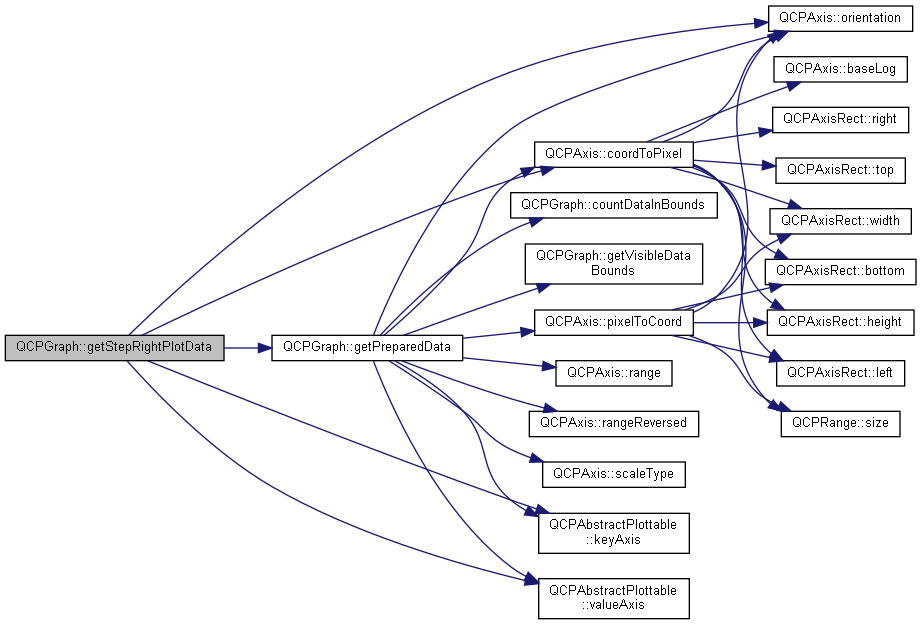 QCPGraph::getStepRightPlotData
QCPGraph::getPreparedData
QCPAxis::coordToPixel
QCPGraph::countDataInBounds
QCPGraph::getVisibleData
Bounds
QCPAxis::pixelToCoord
QCPAxis::range
QCPAxis::rangeReversed
QCPAxis::scaleType
QCPAbstractPlottable
::keyAxis
QCPAbstractPlottable
::valueAxis
QCPAxis::orientation
QCPAxis::baseLog
QCPAxisRect::right
QCPAxisRect::top
QCPAxisRect::width
QCPAxisRect::bottom
QCPAxisRect::height
QCPAxisRect::left
QCPRange::size